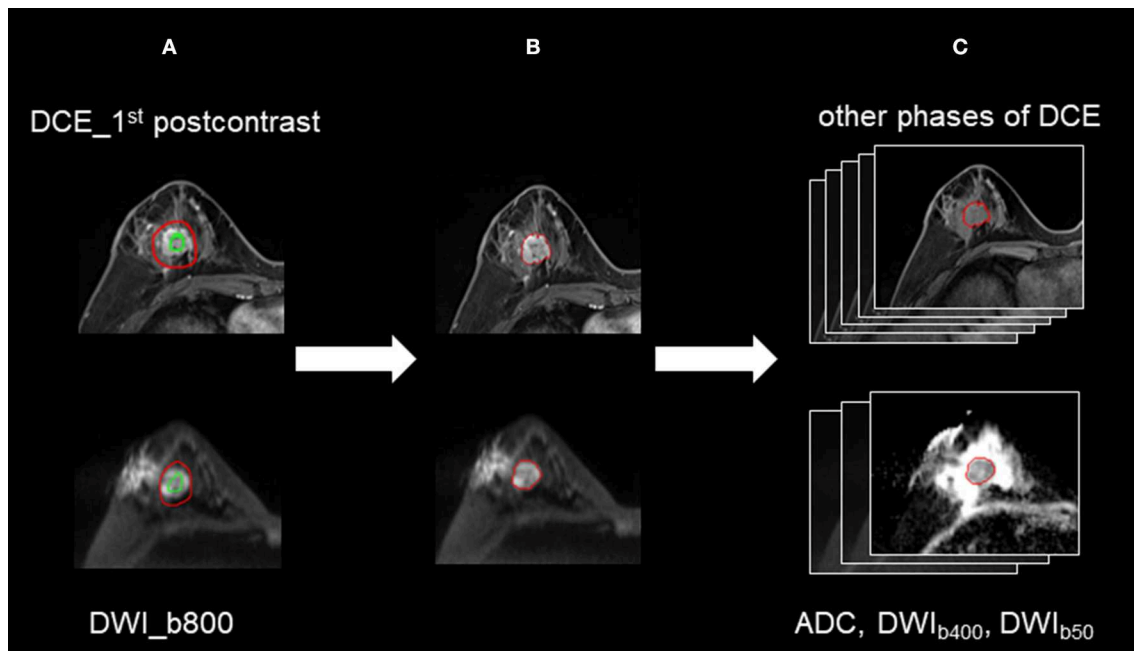 A
B
C
DCE_1st postcontrast
other phases of DCE
DWI_b800
ADC, DWIb400, DWIb50